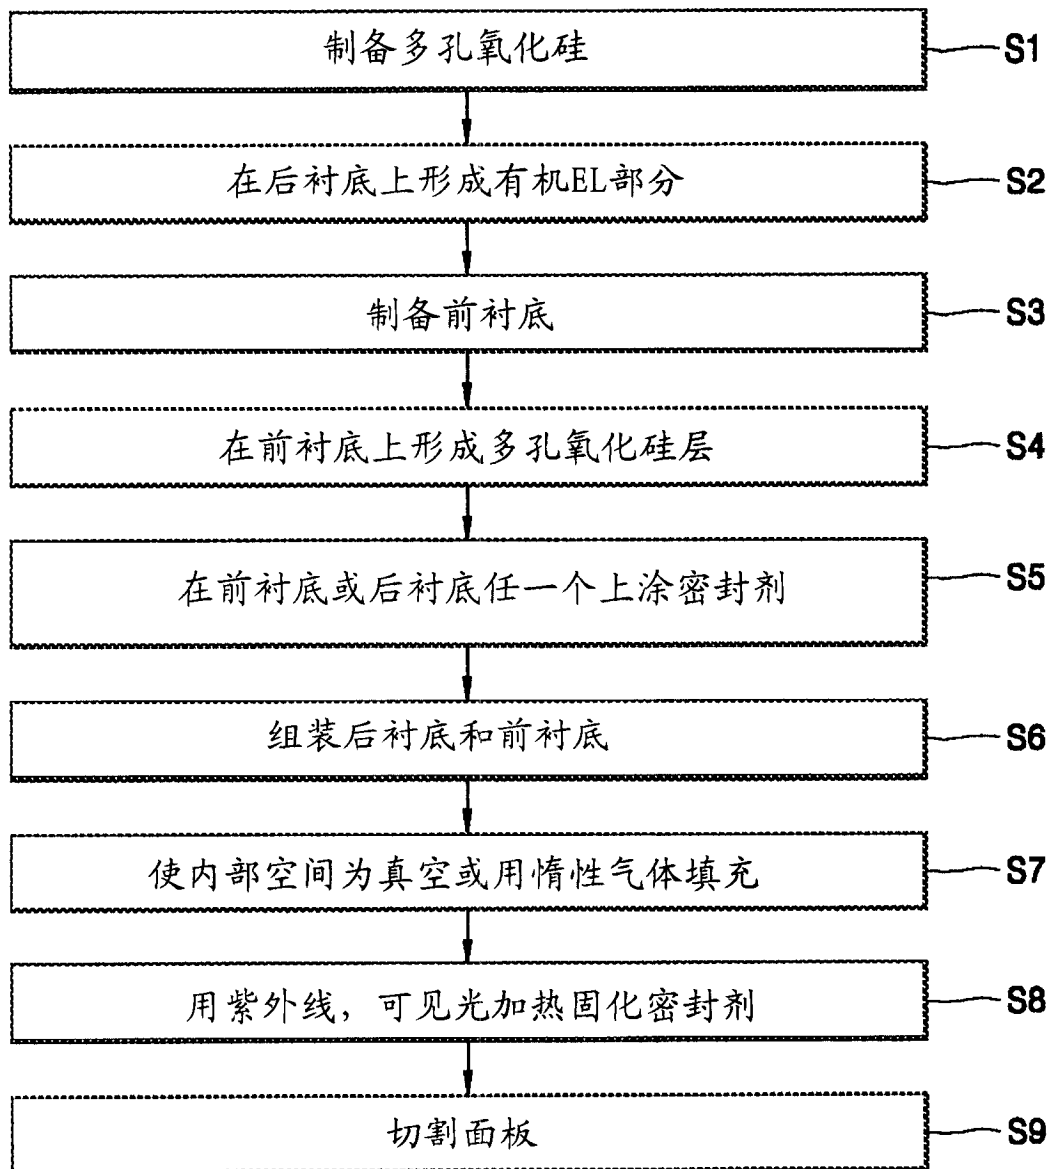 制备多孔氧化硅 S1
在后衬底上形成有机EL部分 S2
制备前衬底 S3
在前衬底上形成多孔氧化硅层 S4
在前衬底或后衬底任一个上涂密封剂 S5
组装后衬底和前衬底 S6
使内部空间为真空或用惰性气体填充 S7
用紫外线，可见光加热固化密封剂 S8
切割面板 S9